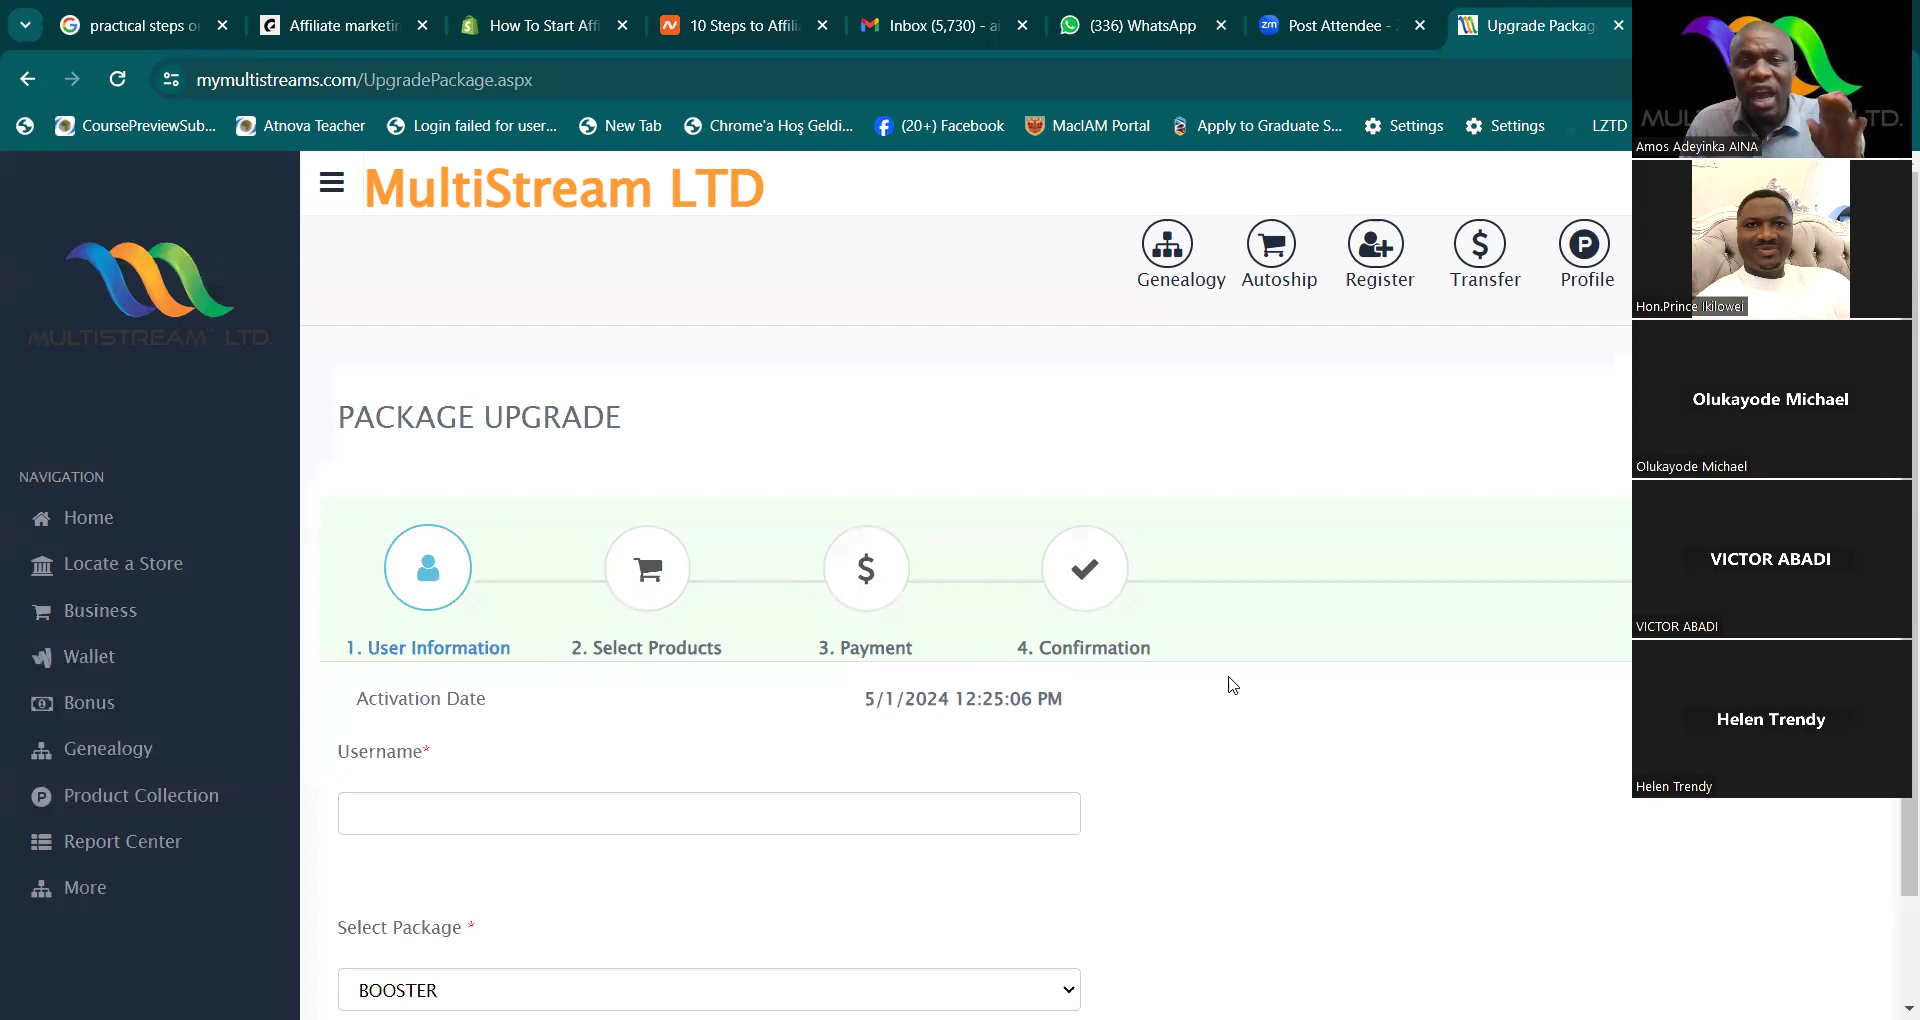 practical steps o
Affiliate marketin
How To Start Affi
10 Steps to Affilia
Inbox (5,730) - ai
(336) WhatsApp
Post Attendee -
Upgrade Packag
mymultistreams.com/UpgradePackage.aspx
CoursePreviewSub...
Atnova Teacher
Login failed for user...
New Tab
Chrome'a Hoş Geldi...
(20+) Facebook
MacIAM Portal
Apply to Graduate S...
Settings
Settings
LZTD
MultiStream LTD
MULTISTREAM LTD.
Genealogy
Autoship
Register
Transfer
Profile
PACKAGE UPGRADE
1. User Information
2. Select Products
3. Payment
4. Confirmation
Activation Date
5/1/2024 12:25:06 PM
Username*
Select Package *
BOOSTER
NAVIGATION
Home
Locate a Store
Business
Wallet
Bonus
Genealogy
Product Collection
Report Center
More
MUL TD.
Amos Adeyinka AINA
Hon.Prince Ikilowei
Olukayode Michael
Olukayode Michael
VICTOR ABADI
VICTOR ABADI
Helen Trendy
Helen Trendy